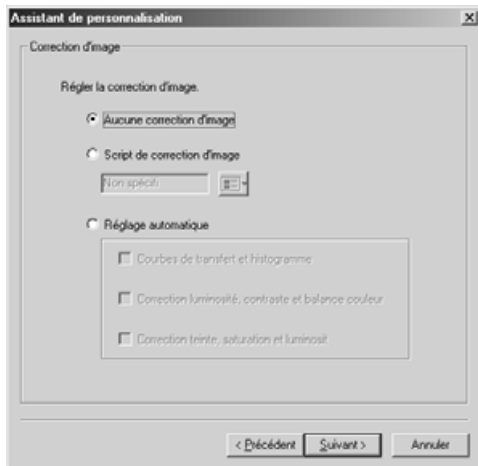 Assistant de personnalisation
Correction d'image
Régler la correction d'image.
Aucune correction d'image
Script de correction d'image
Non spécifi
Réglage automatique
Courbes de transfert et histogramme
Correction luminosité, contraste et balance couleur
Correction teinte, saturation et luminosit
< Précédent
Suivant >
Annuler